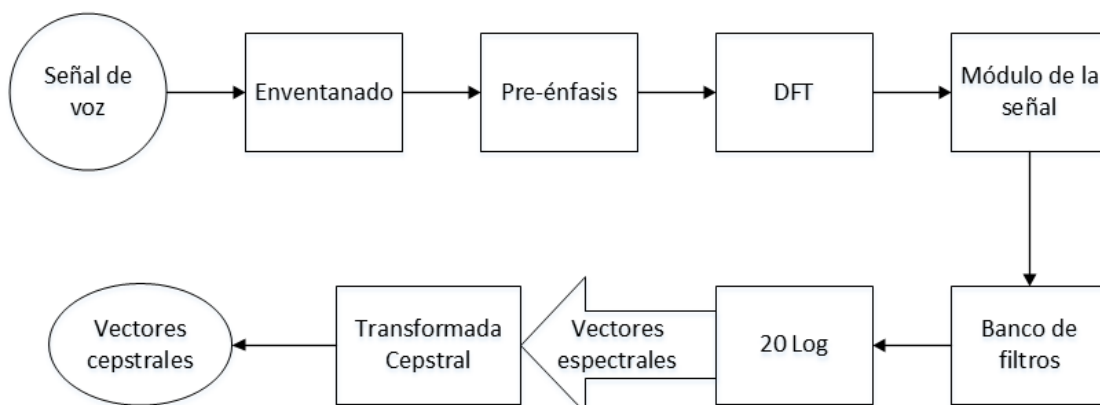 Señal de
voz
Enventanado
Pre-énfasis
DFT
Módulo de la
señal
Banco de
filtros
20 Log
Vectores
espectrales
Transformada
Cepstral
Vectores
cepstrales